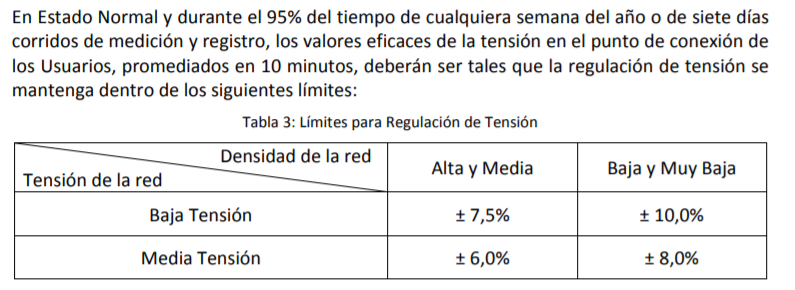 En Estado Normal y durante el 95% del tiempo de cualquiera semana del año o de siete días
corridos de medición y registro, los valores eficaces de la tensión en el punto de conexión de
los Usuarios, promediados en 10 minutos, deberán ser tales que la regulación de tensión se
mantenga dentro de los siguientes límites:
Tabla 3: Límites para Regulación de Tensión
Densidad de la red
Tensión de la red
Alta y Media
Baja y Muy Baja
Baja Tensión ± 7,5% ± 10,0%
Media Tensión ± 6,0% ± 8,0%